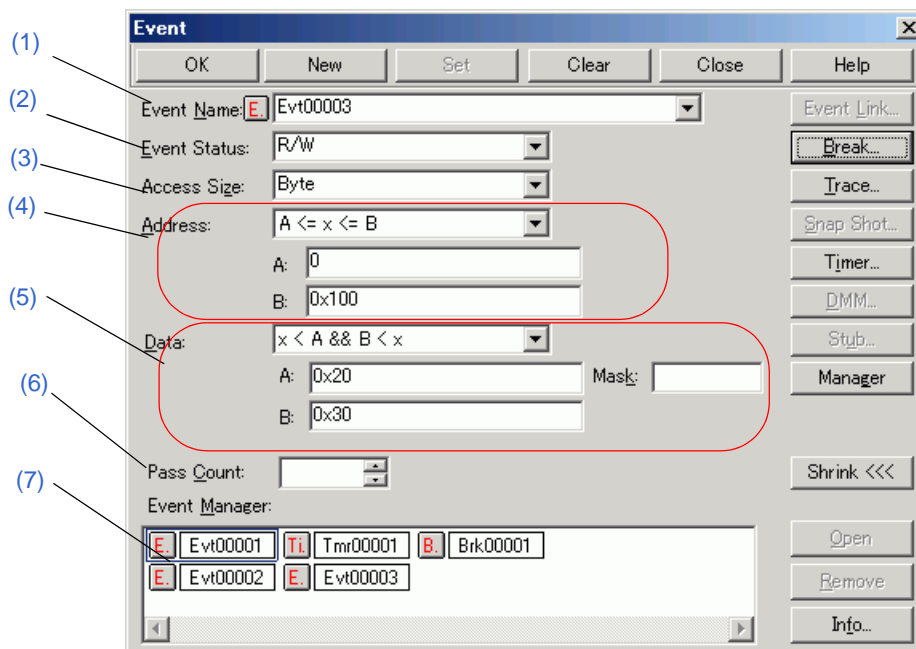 Event
OK New Set Clear Close Help
(1)
Event Name: E. Evt00003 Event Link...
(2)
Event Status: R/W Break...
(3)
Access Size: Byte Trace...
(4)
Address: A <= x <= B Snap Shot...
A: 0 Timer...
B: 0x100 DMM...
(5)
Data: x < A && B < x Stub...
A: 0x20 Mask: Manager
B: 0x30
(6)
Pass Count: Shrink <<<
(7)
Event Manager:
E. Evt00001 Ti. Tmr00001 B. Brk00001 Open
E. Evt00002 E. Evt00003 Remove
Info...